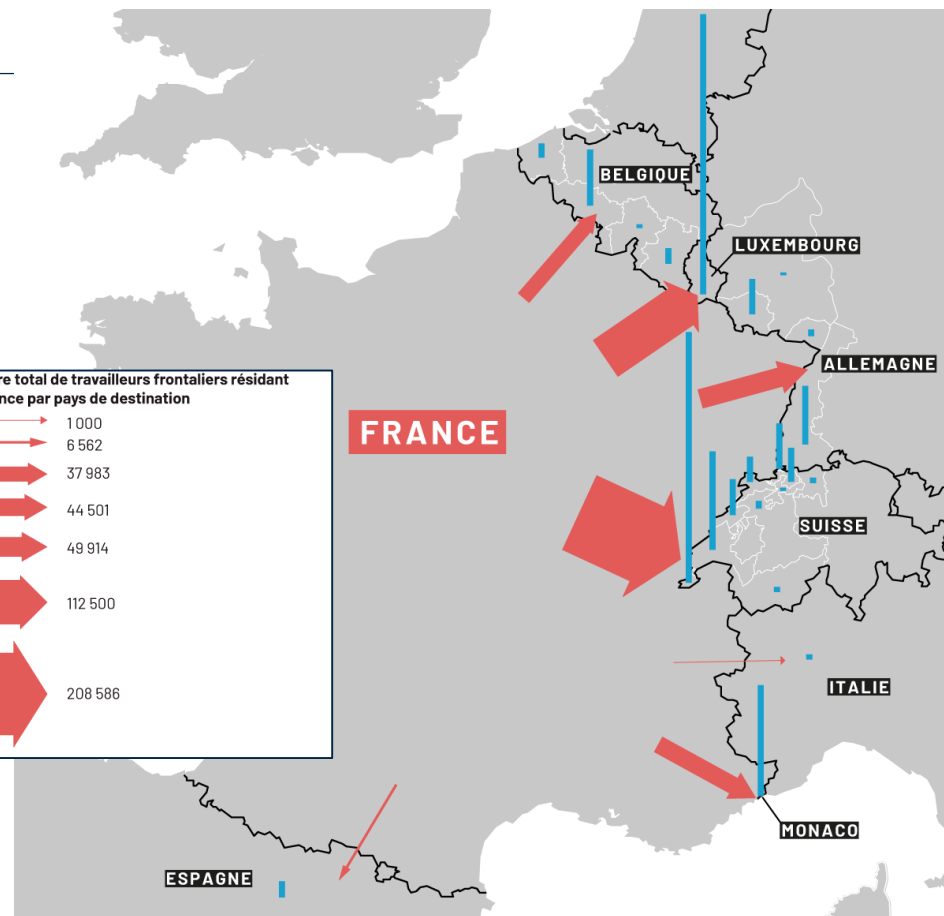 BELGIQUE
LUXEMBOURG
ALLEMAGNE
re total de travailleurs frontaliers résidant
nce par pays de destination
1 000
6 562
37 983
44 501
49 914
112 500
208 586
FRANCE
SUISSE
ITALIE
MONACO
ESPAGNE